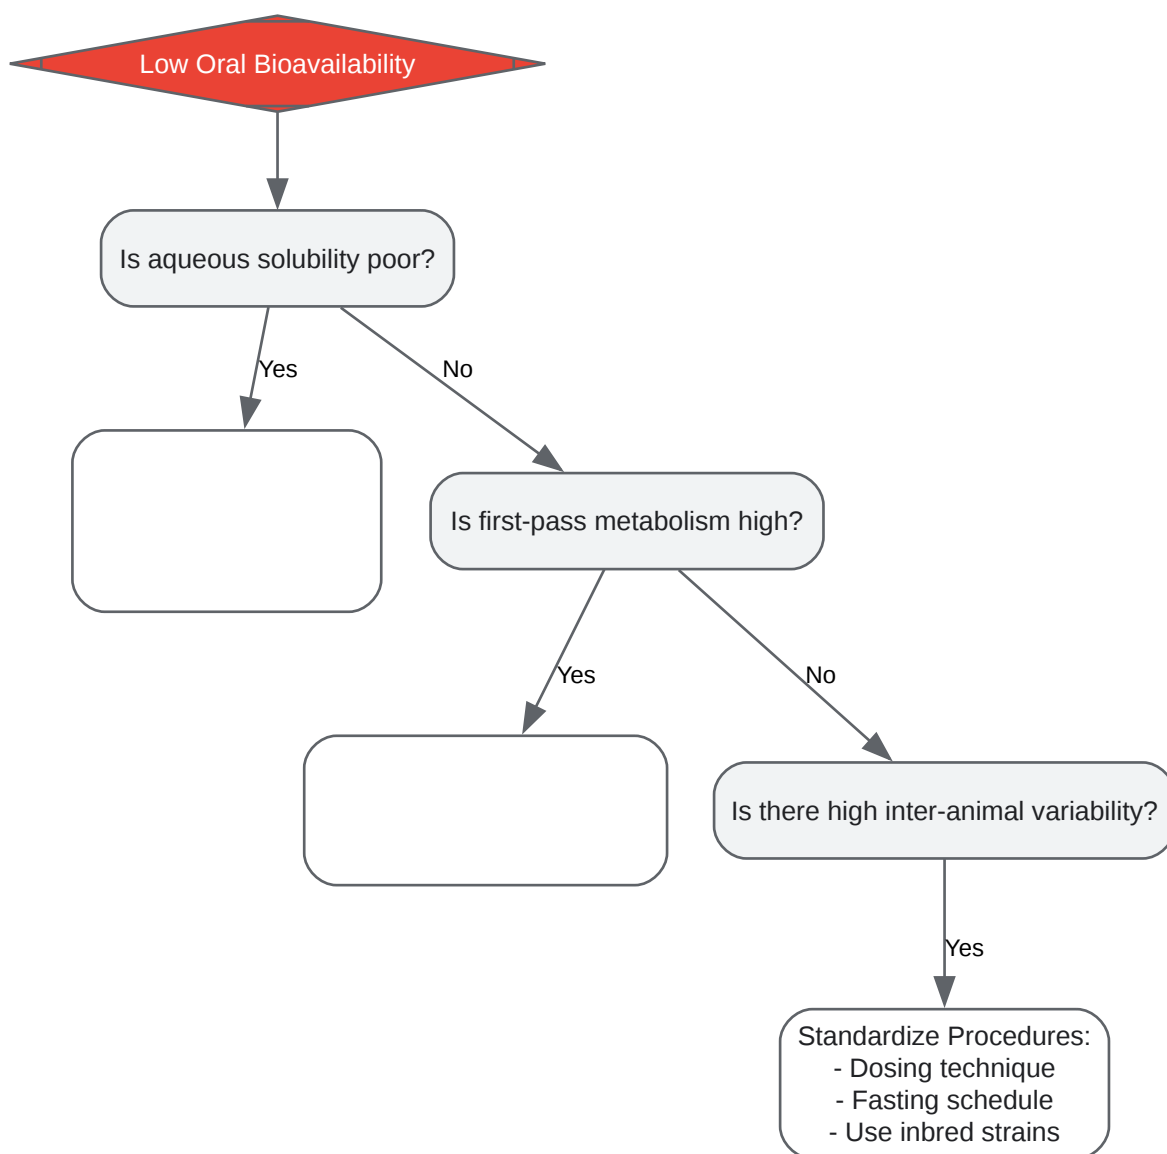 Low Oral Bioavailability
Is aqueous solubility poor?
Yes
No
Is first-pass metabolism high?
Yes
No
Is there high inter-animal variability?
Yes
Standardize Procedures:
- Dosing technique
- Fasting schedule
- Use inbred strains